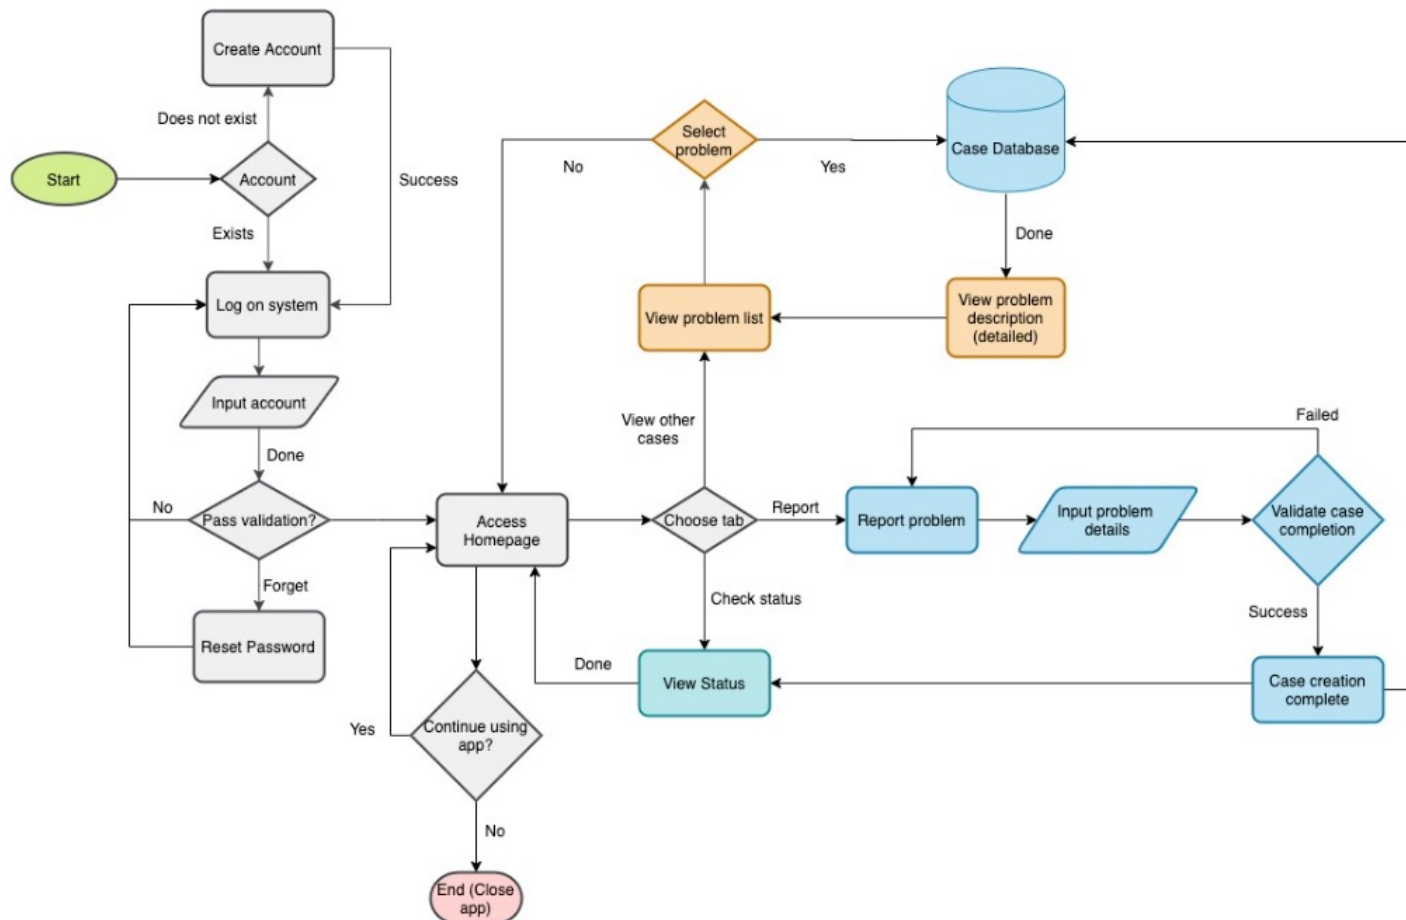 Create Account
Does not exist
Start
Account
Success
Exists
Log on system
Input account
Done
No
Pass validation?
Forget
Reset Password
Access
Homepage
Yes
Continue using
app?
No
End (Close
app)
Select
problem
No
Yes
Case Database
Done
View problem list
View problem
description
(detailed)
View other
cases
Choose tab
Report
Report problem
Input problem
details
Failed
Validate case
completion
Success
Case creation
complete
Check status
View Status
Done